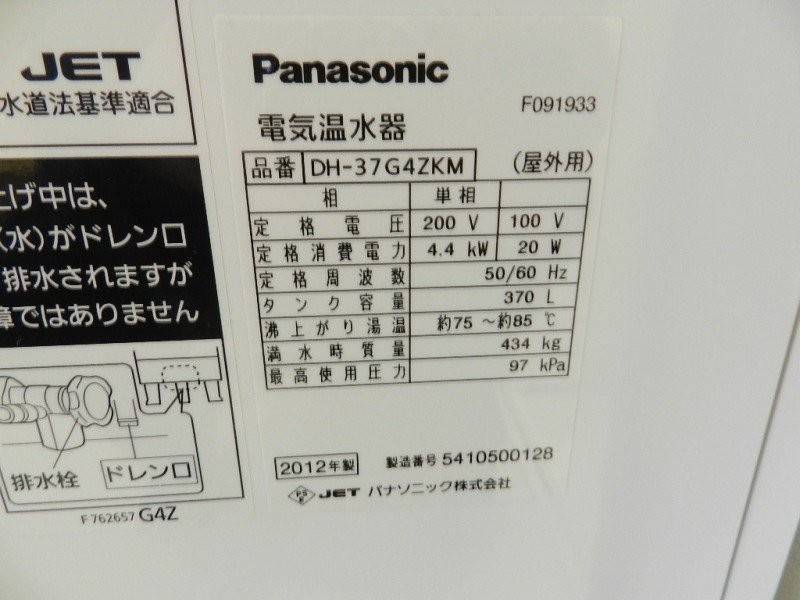 JET
水道法基準適合
上げ中は、
(水)がドレン口
排水されますが
障ではありません
排水栓
ドレン口
F762657 G4Z
Panasonic
F091933
電気温水器
品番 DH-37G4ZKM (屋外用)
相 単相
定格電圧 200 V 100 V
定格消費電力 4.4 kW 20 W
定格周波数 50/60 Hz
タンク容量 370 L
沸上がり湯温 約75 ～約85 ℃
満水時質量 434 kg
最高使用圧力 97 kPa
2012年製 製造番号 5410500128
PS E JET パナソニック株式会社